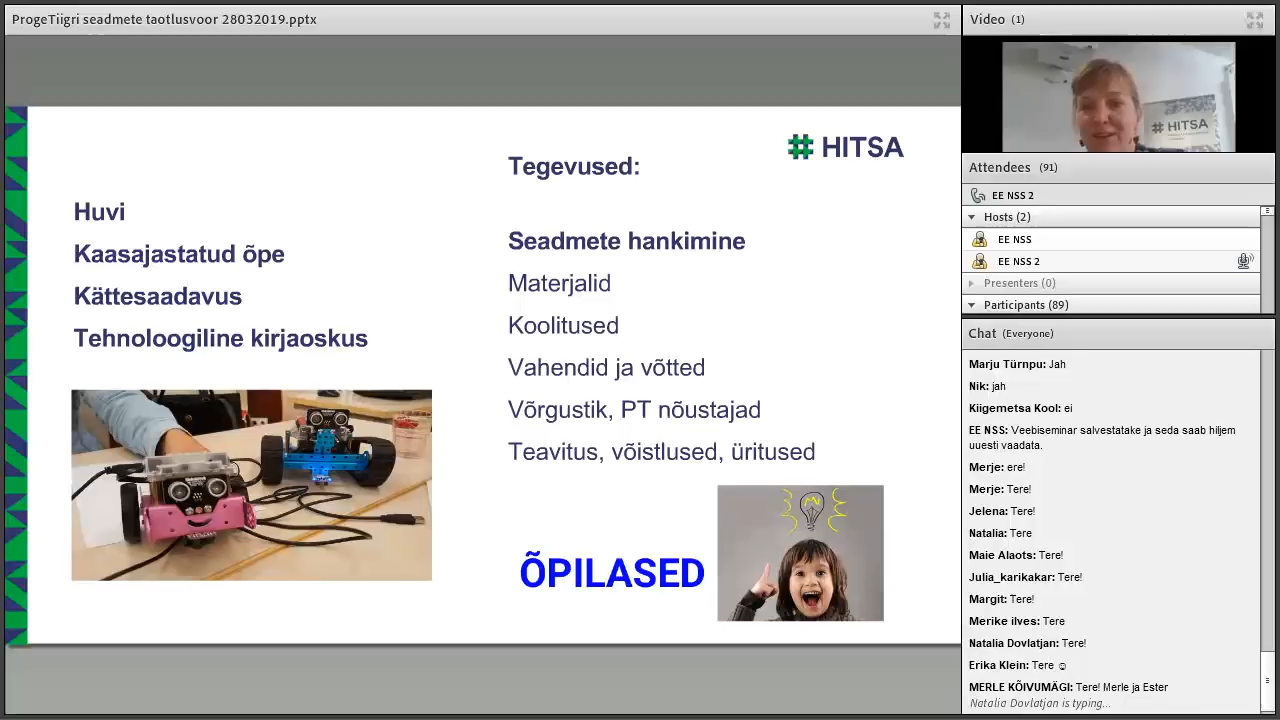 ProgeTiigri seadmete taotlusvoor 28032019.pptx
# HITSA
Huvi
Kaasajastatud õpe
Kättesaadavus
Tehnoloogiline kirjaoskus
Tegevused:
Seadmete hankimine
Materjalid
Koolitused
Vahendid ja võtted
Võrgustik, PT nõustajad
Teavitus, võistlused, üritused
ÕPILASED
Video (1)
# HITSA
Attendees (91)
EE NSS 2
Hosts (2)
EE NSS
EE NSS 2
Presenters (0)
Participants (89)
Chat (Everyone)
Marju Türnpu: Jah
Nik: jah
Kiigemetsa Kool: ei
EE NSS: Veebiseminar salvestatake ja seda saab hiljem
uuesti vaadata.
Merje: ere!
Merje: Tere!
Jelena: Tere!
Natalia: Tere
Maie Alaots: Tere!
Julia_karikakar: Tere!
Margit: Tere!
Merike ilves: Tere
Natalia Dovlatjan: Tere!
Erika Klein: Tere ☺
MERLE KÕIVUMÄGI: Tere! Merle ja Ester
Natalia Dovlatjan is typing...